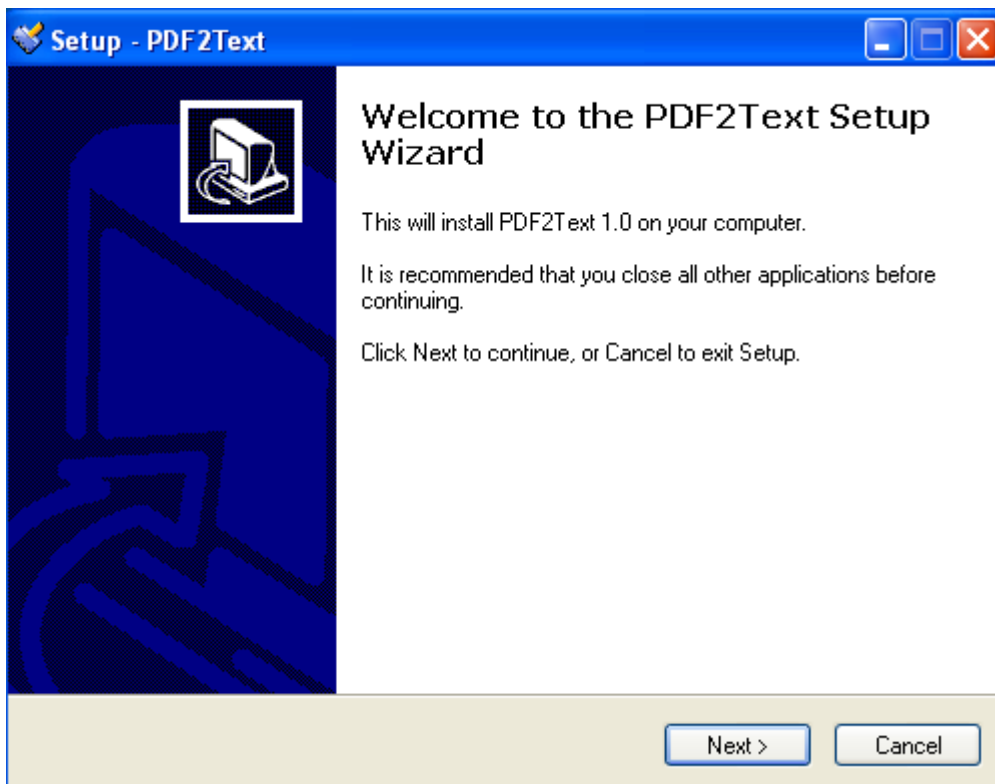 Setup - PDF2Text
Welcome to the PDF2Text Setup
Wizard
This will install PDF2Text 1.0 on your computer.
It is recommended that you close all other applications before
continuing.
Click Next to continue, or Cancel to exit Setup.
Next >
Cancel